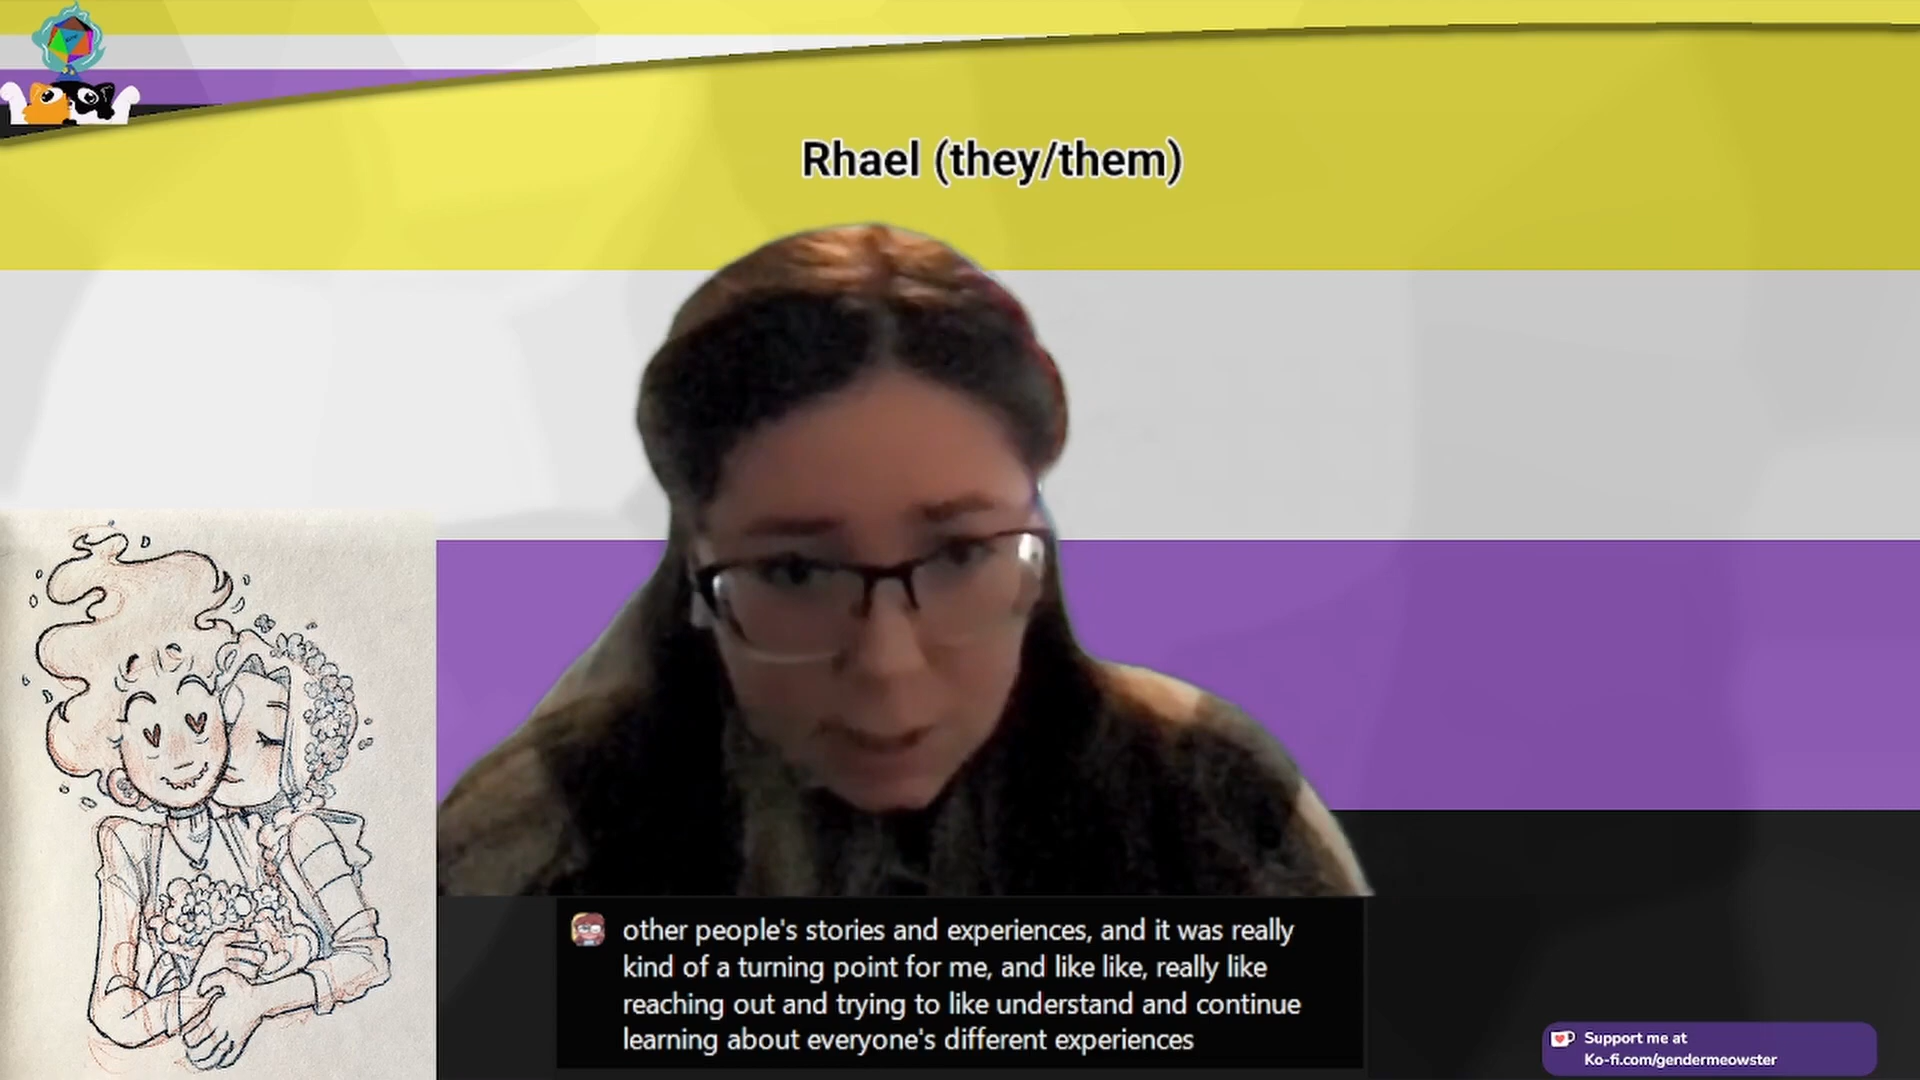 Rhael (they/them)
other people's stories and experiences, and it was really
kind of a turning point for me, and like like, really like
reaching out and trying to like understand and continue
learning about everyone's different experiences
Support me at
Ko-fi.com/gendermeowster